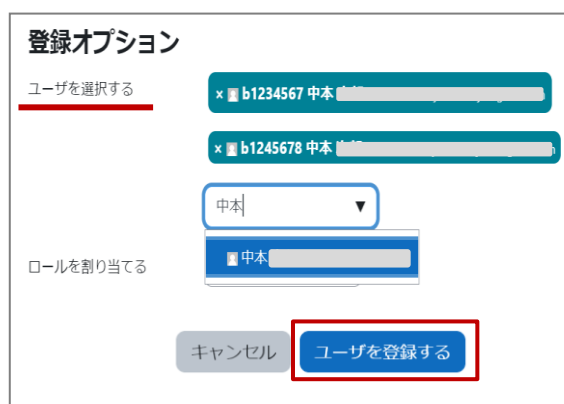 登録オプション
ユーザを選択する
× b1234567 中本
× b1245678 中本
中本
中本
ロールを割り当てる
キャンセル
ユーザを登録する